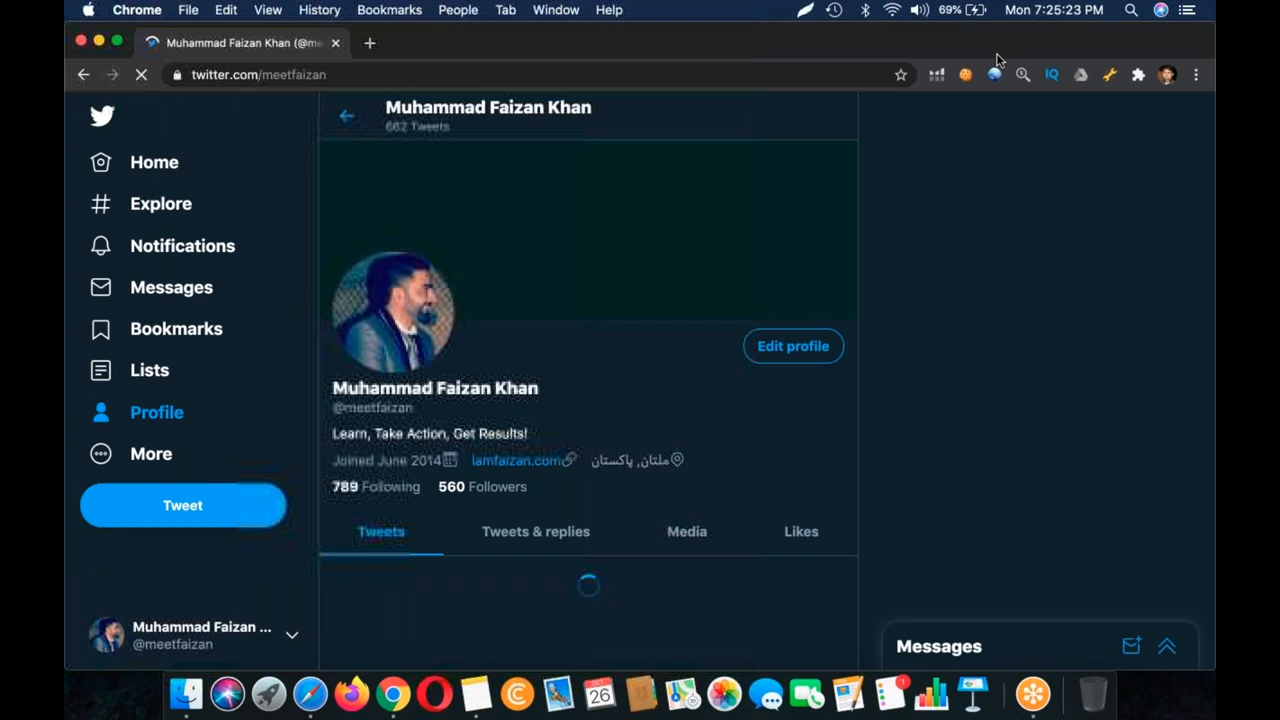 Chrome File Edit View History Bookmarks People Tab Window Help 69% Mon 7:25:23 PM
Muhammad Faizan Khan (@me
twitter.com/meetfaizan
IQ
Muhammad Faizan Khan
662 Tweets
Home
Explore
Notifications
Messages
Bookmarks
Lists
Profile
More
Tweet
Muhammad Faizan ...
@meetfaizan
Edit profile
Muhammad Faizan Khan
@meetfaizan
Learn, Take Action, Get Results!
Joined June 2014 Iamfaizan.com ملتان, پاکستان
789 Following 560 Followers
Tweets Tweets & replies Media Likes
Messages
26
1